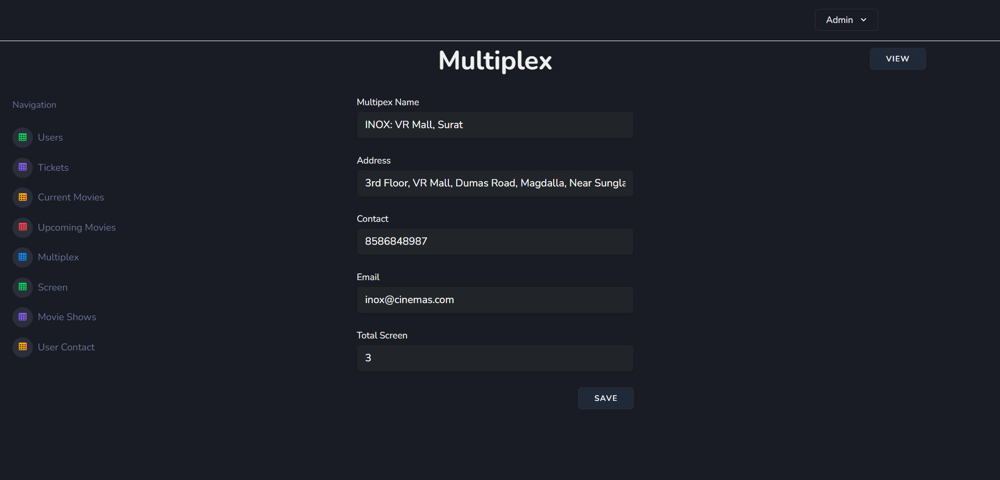 Admin
Multiplex
VIEW
Navigation
Users
Tickets
Current Movies
Upcoming Movies
Multiplex
Screen
Movie Shows
User Contact
Multipex Name
INOX: VR Mall, Surat
Address
3rd Floor, VR Mall, Dumas Road, Magdalla, Near Sungla
Contact
8586848987
Email
inox@cinemas.com
Total Screen
3
SAVE